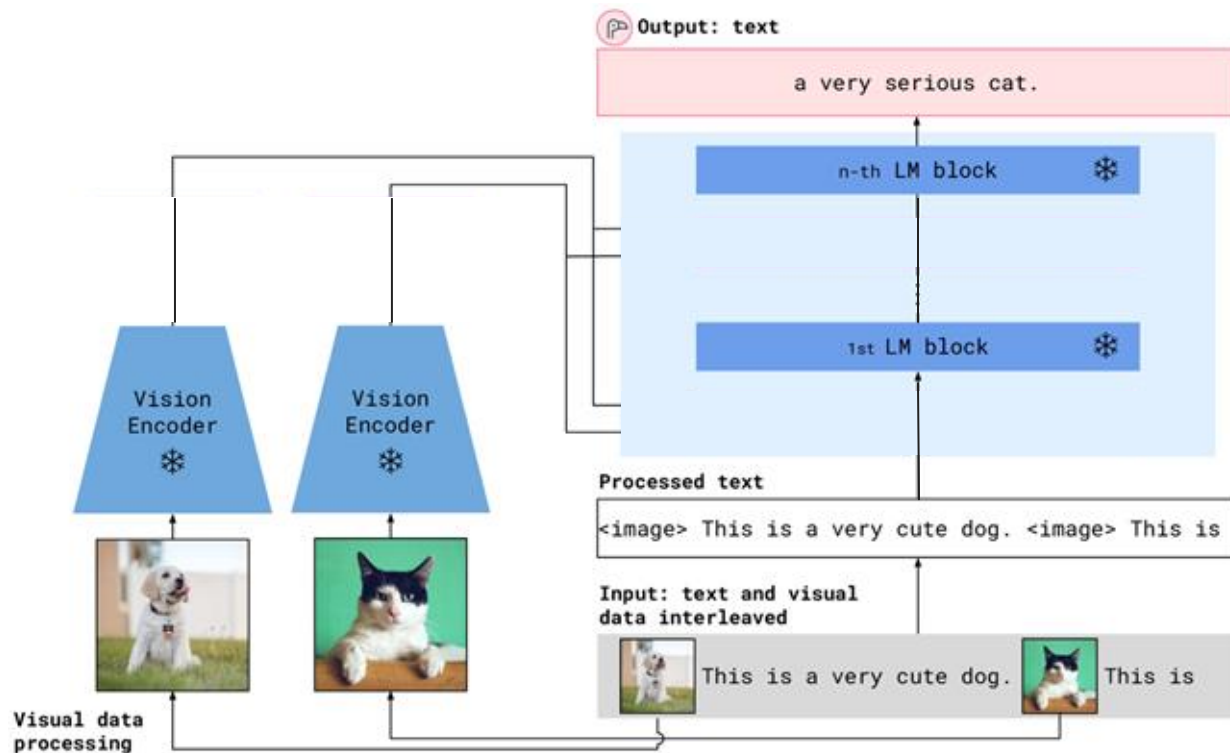 Output: text
a very serious cat.
n-th LM block
1st LM block
Vision
Encoder
Vision
Encoder
Processed text
<image> This is a very cute dog. <image> This is
Input: text and visual
data interleaved
This is a very cute dog. This is
Visual data
processing